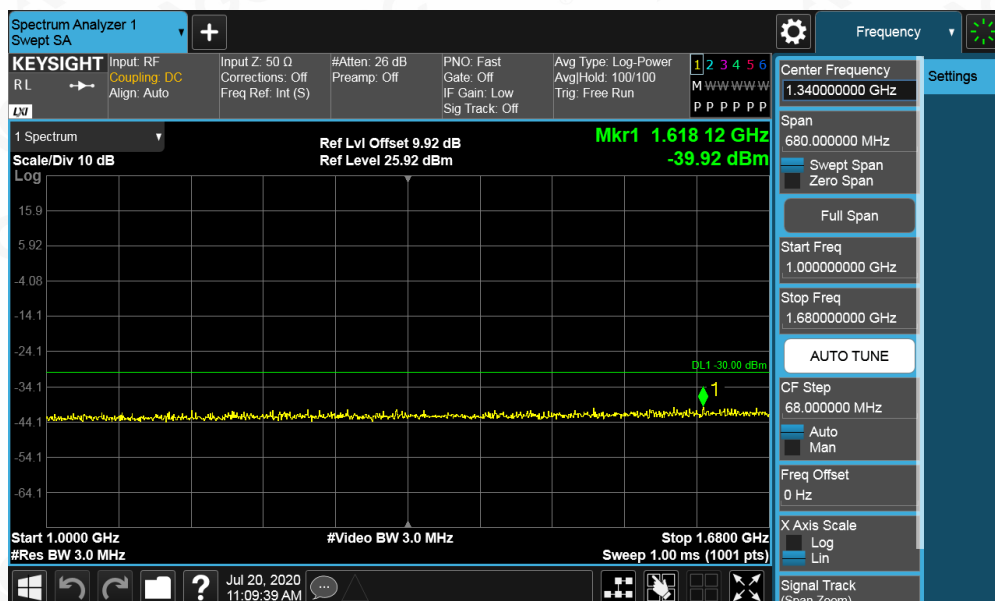 Spectrum Analyzer 1
Swept SA
+
Frequency
KEYSIGHT
R L
LXI
Input: RF
Coupling: DC
Align: Auto
Input Z: 50 Ω
Corrections: Off
Freq Ref: Int (S)
#Atten: 26 dB
Preamp: Off
PNO: Fast
Gate: Off
IF Gain: Low
Sig Track: Off
Avg Type: Log-Power
Avg|Hold: 100/100
Trig: Free Run
1 2 3 4 5 6
M W W W W W
P P P P P P
1 Spectrum
Scale/Div 10 dB
Log
Ref Lvl Offset 9.92 dB
Ref Level 25.92 dBm
Mkr1 1.618 12 GHz
-39.92 dBm
15.9
5.92
-4.08
-14.1
-24.1
DL1 -30.00 dBm
-34.1
1
-44.1
-54.1
-64.1
Start 1.0000 GHz
#Video BW 3.0 MHz
Stop 1.6800 GHz
#Res BW 3.0 MHz
Sweep 1.00 ms (1001 pts)
?
Jul 20, 2020
11:09:39 AM
Center Frequency
1.340000000 GHz
Settings
Span
680.000000 MHz
Swept Span
Zero Span
Full Span
Start Freq
1.000000000 GHz
Stop Freq
1.680000000 GHz
AUTO TUNE
CF Step
68.000000 MHz
Auto
Man
Freq Offset
0 Hz
X Axis Scale
Log
Lin
Signal Track
(Span Zoom)